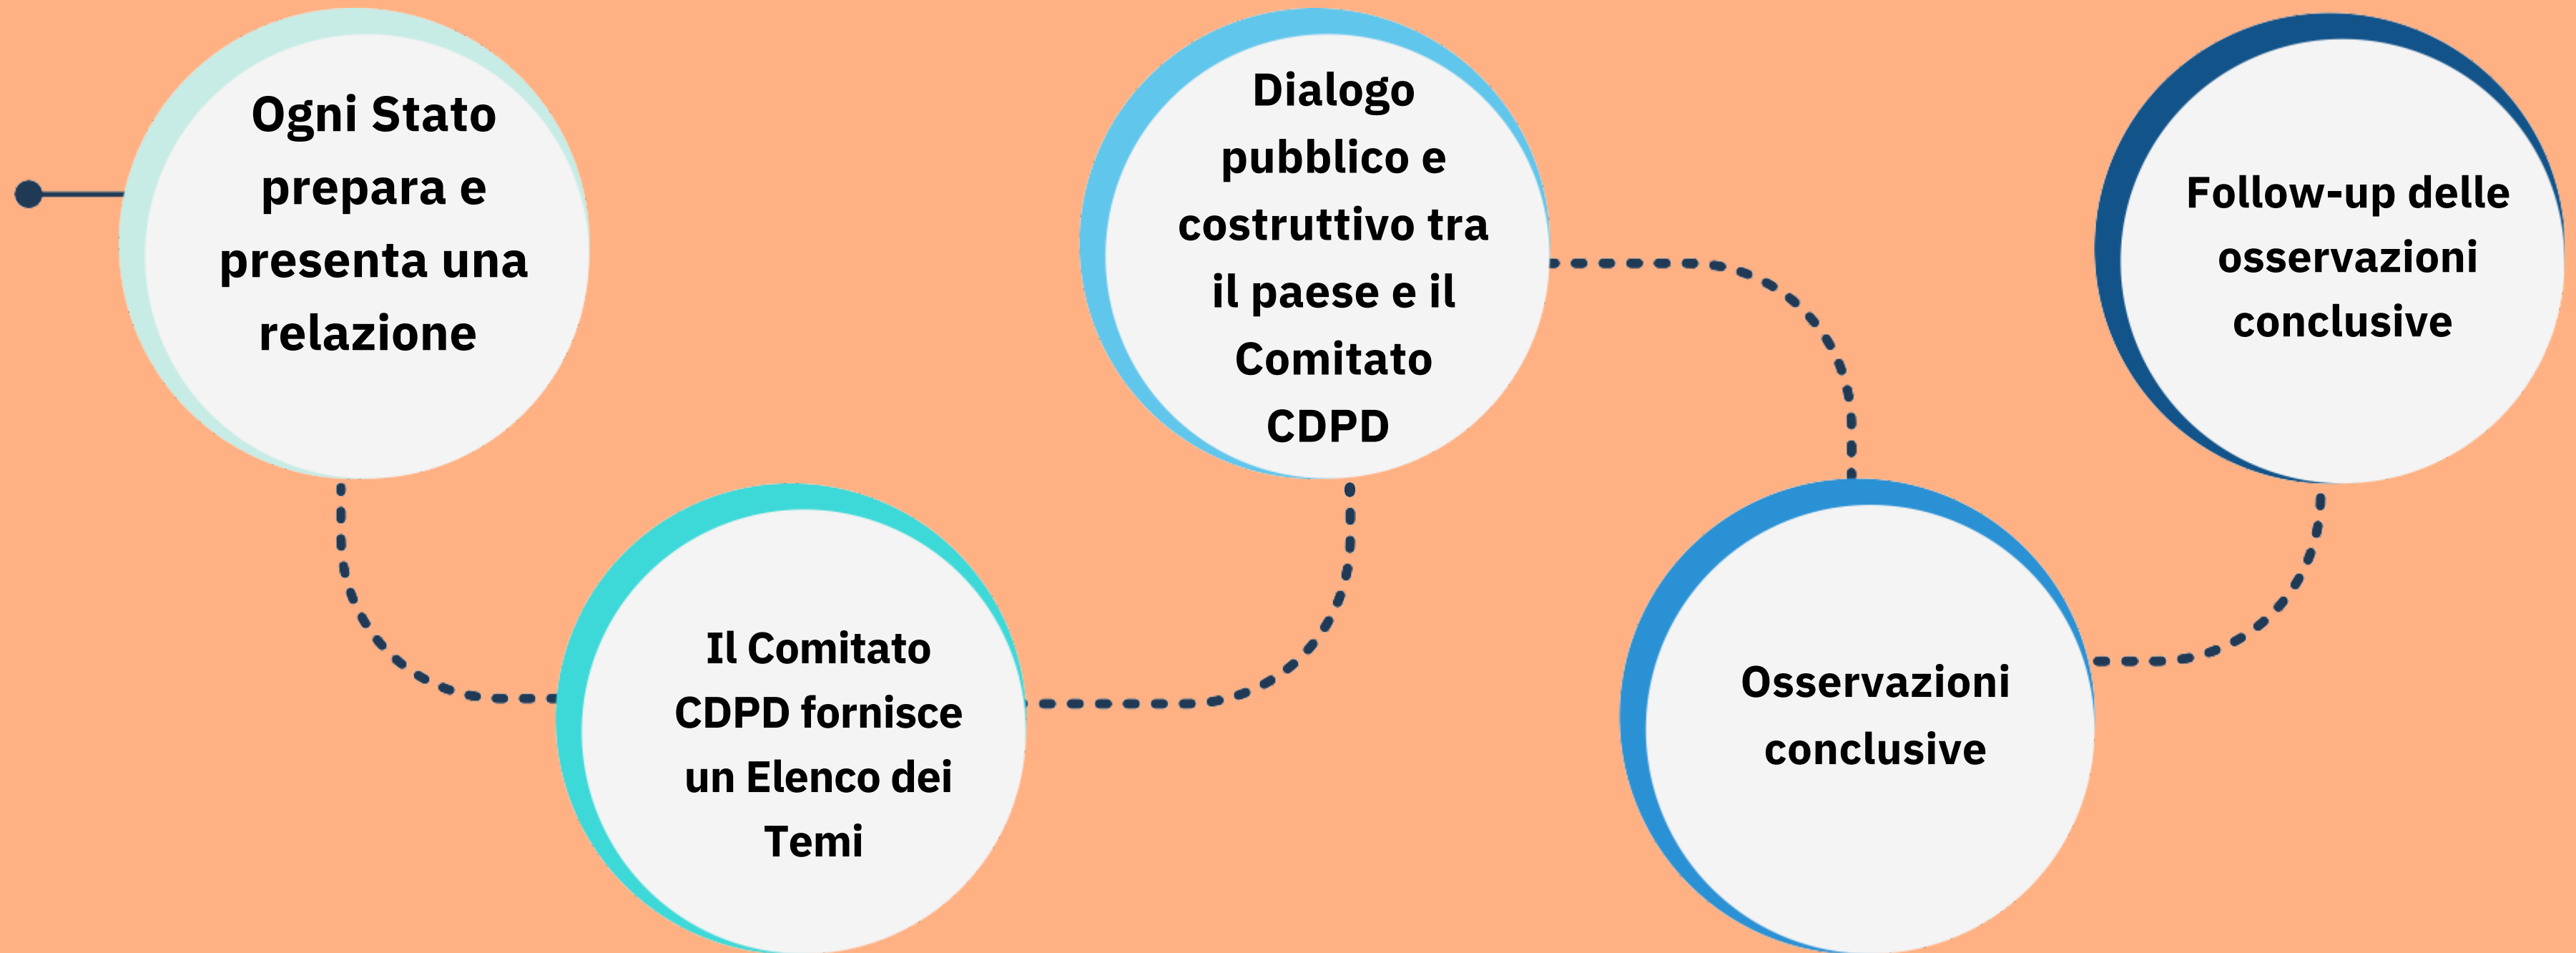 Ogni Stato
prepara e
presenta una
relazione
Il Comitato
CDPD fornisce
un Elenco dei
Temi
Dialogo
pubblico e
costruttivo tra
il paese e il
Comitato
CDPD
Osservazioni
conclusive
Follow-up delle
osservazioni
conclusive